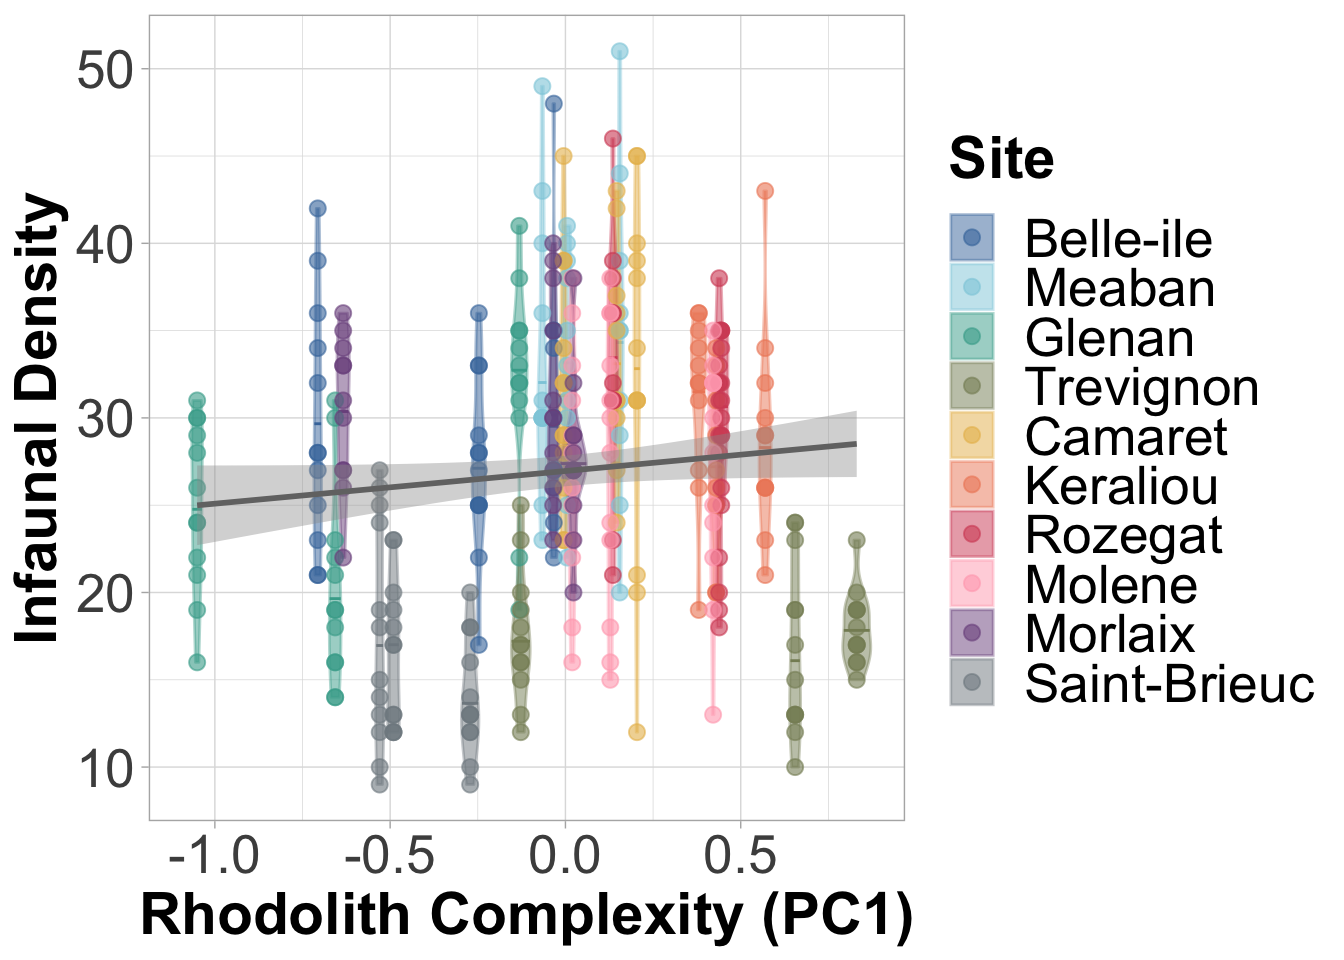 50
40
30
20
10
Infaunal Density
-1.0
-0.5
0.0
0.5
Rhodolith Complexity (PC1)
Site
Belle-ile
Meaban
Glenan
Trevignon
Camaret
Keraliou
Rozegat
Molene
Morlaix
Saint-Brieuc